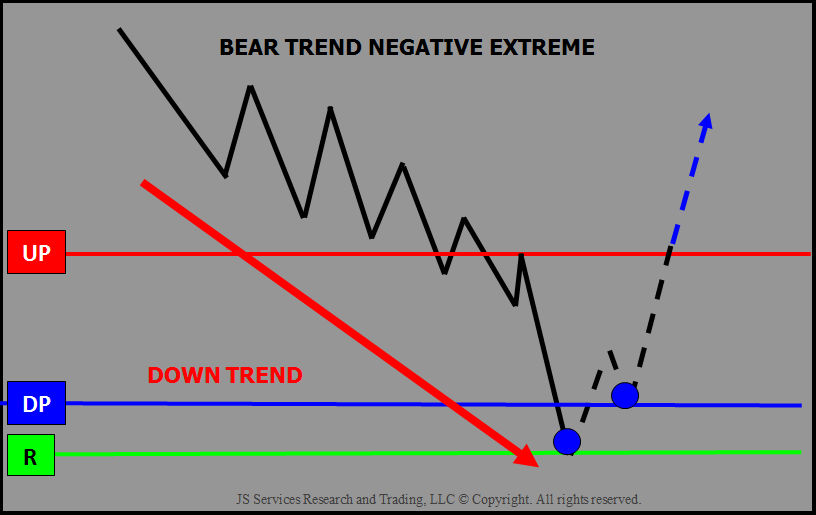 BEAR TREND NEGATIVE EXTREME
UP
DOWN TREND
DP
R
JS Services Research and Trading, LLC © Copyright. All rights reserved.